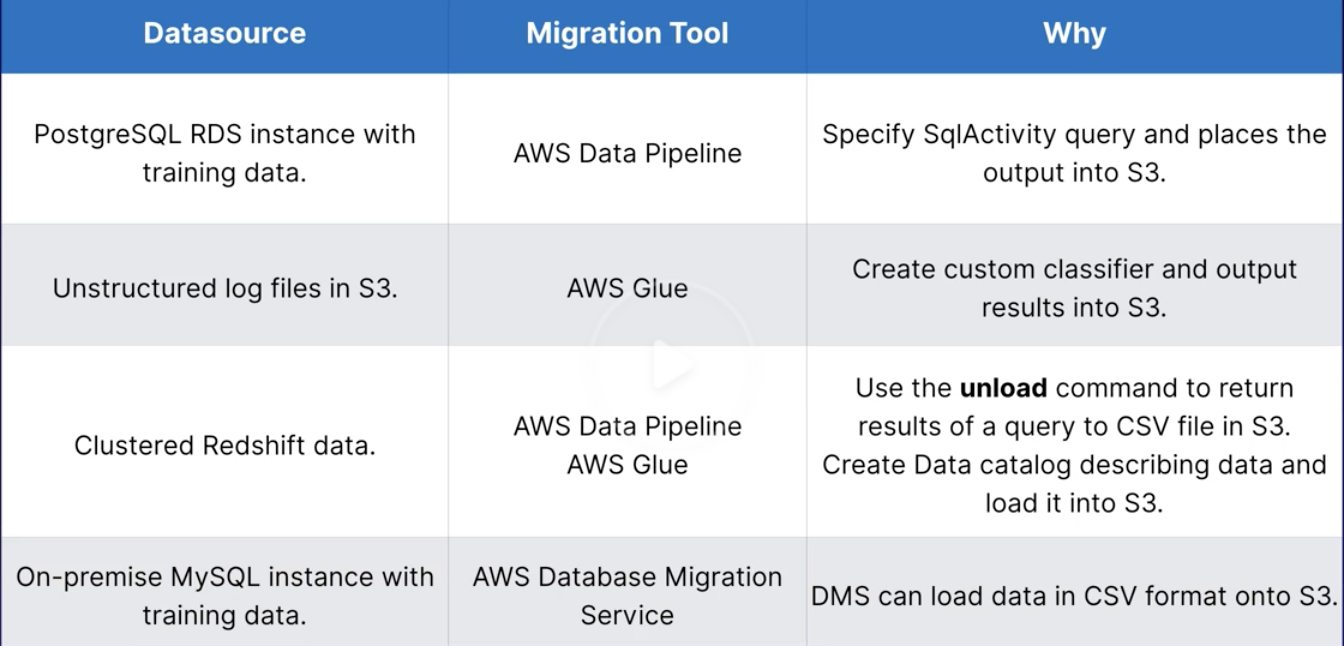 Datasource
Migration Tool
Why
PostgreSQL RDS instance with
training data.
AWS Data Pipeline
Specify SqlActivity query and places the
output into S3.
Unstructured log files in S3.
AWS Glue
Create custom classifier and output
results into S3.
Clustered Redshift data.
AWS Data Pipeline
AWS Glue
Use the unload command to return
results of a query to CSV file in S3.
Create Data catalog describing data and
load it into S3.
On-premise MySQL instance with
training data.
AWS Database Migration
Service
DMS can load data in CSV format onto S3.